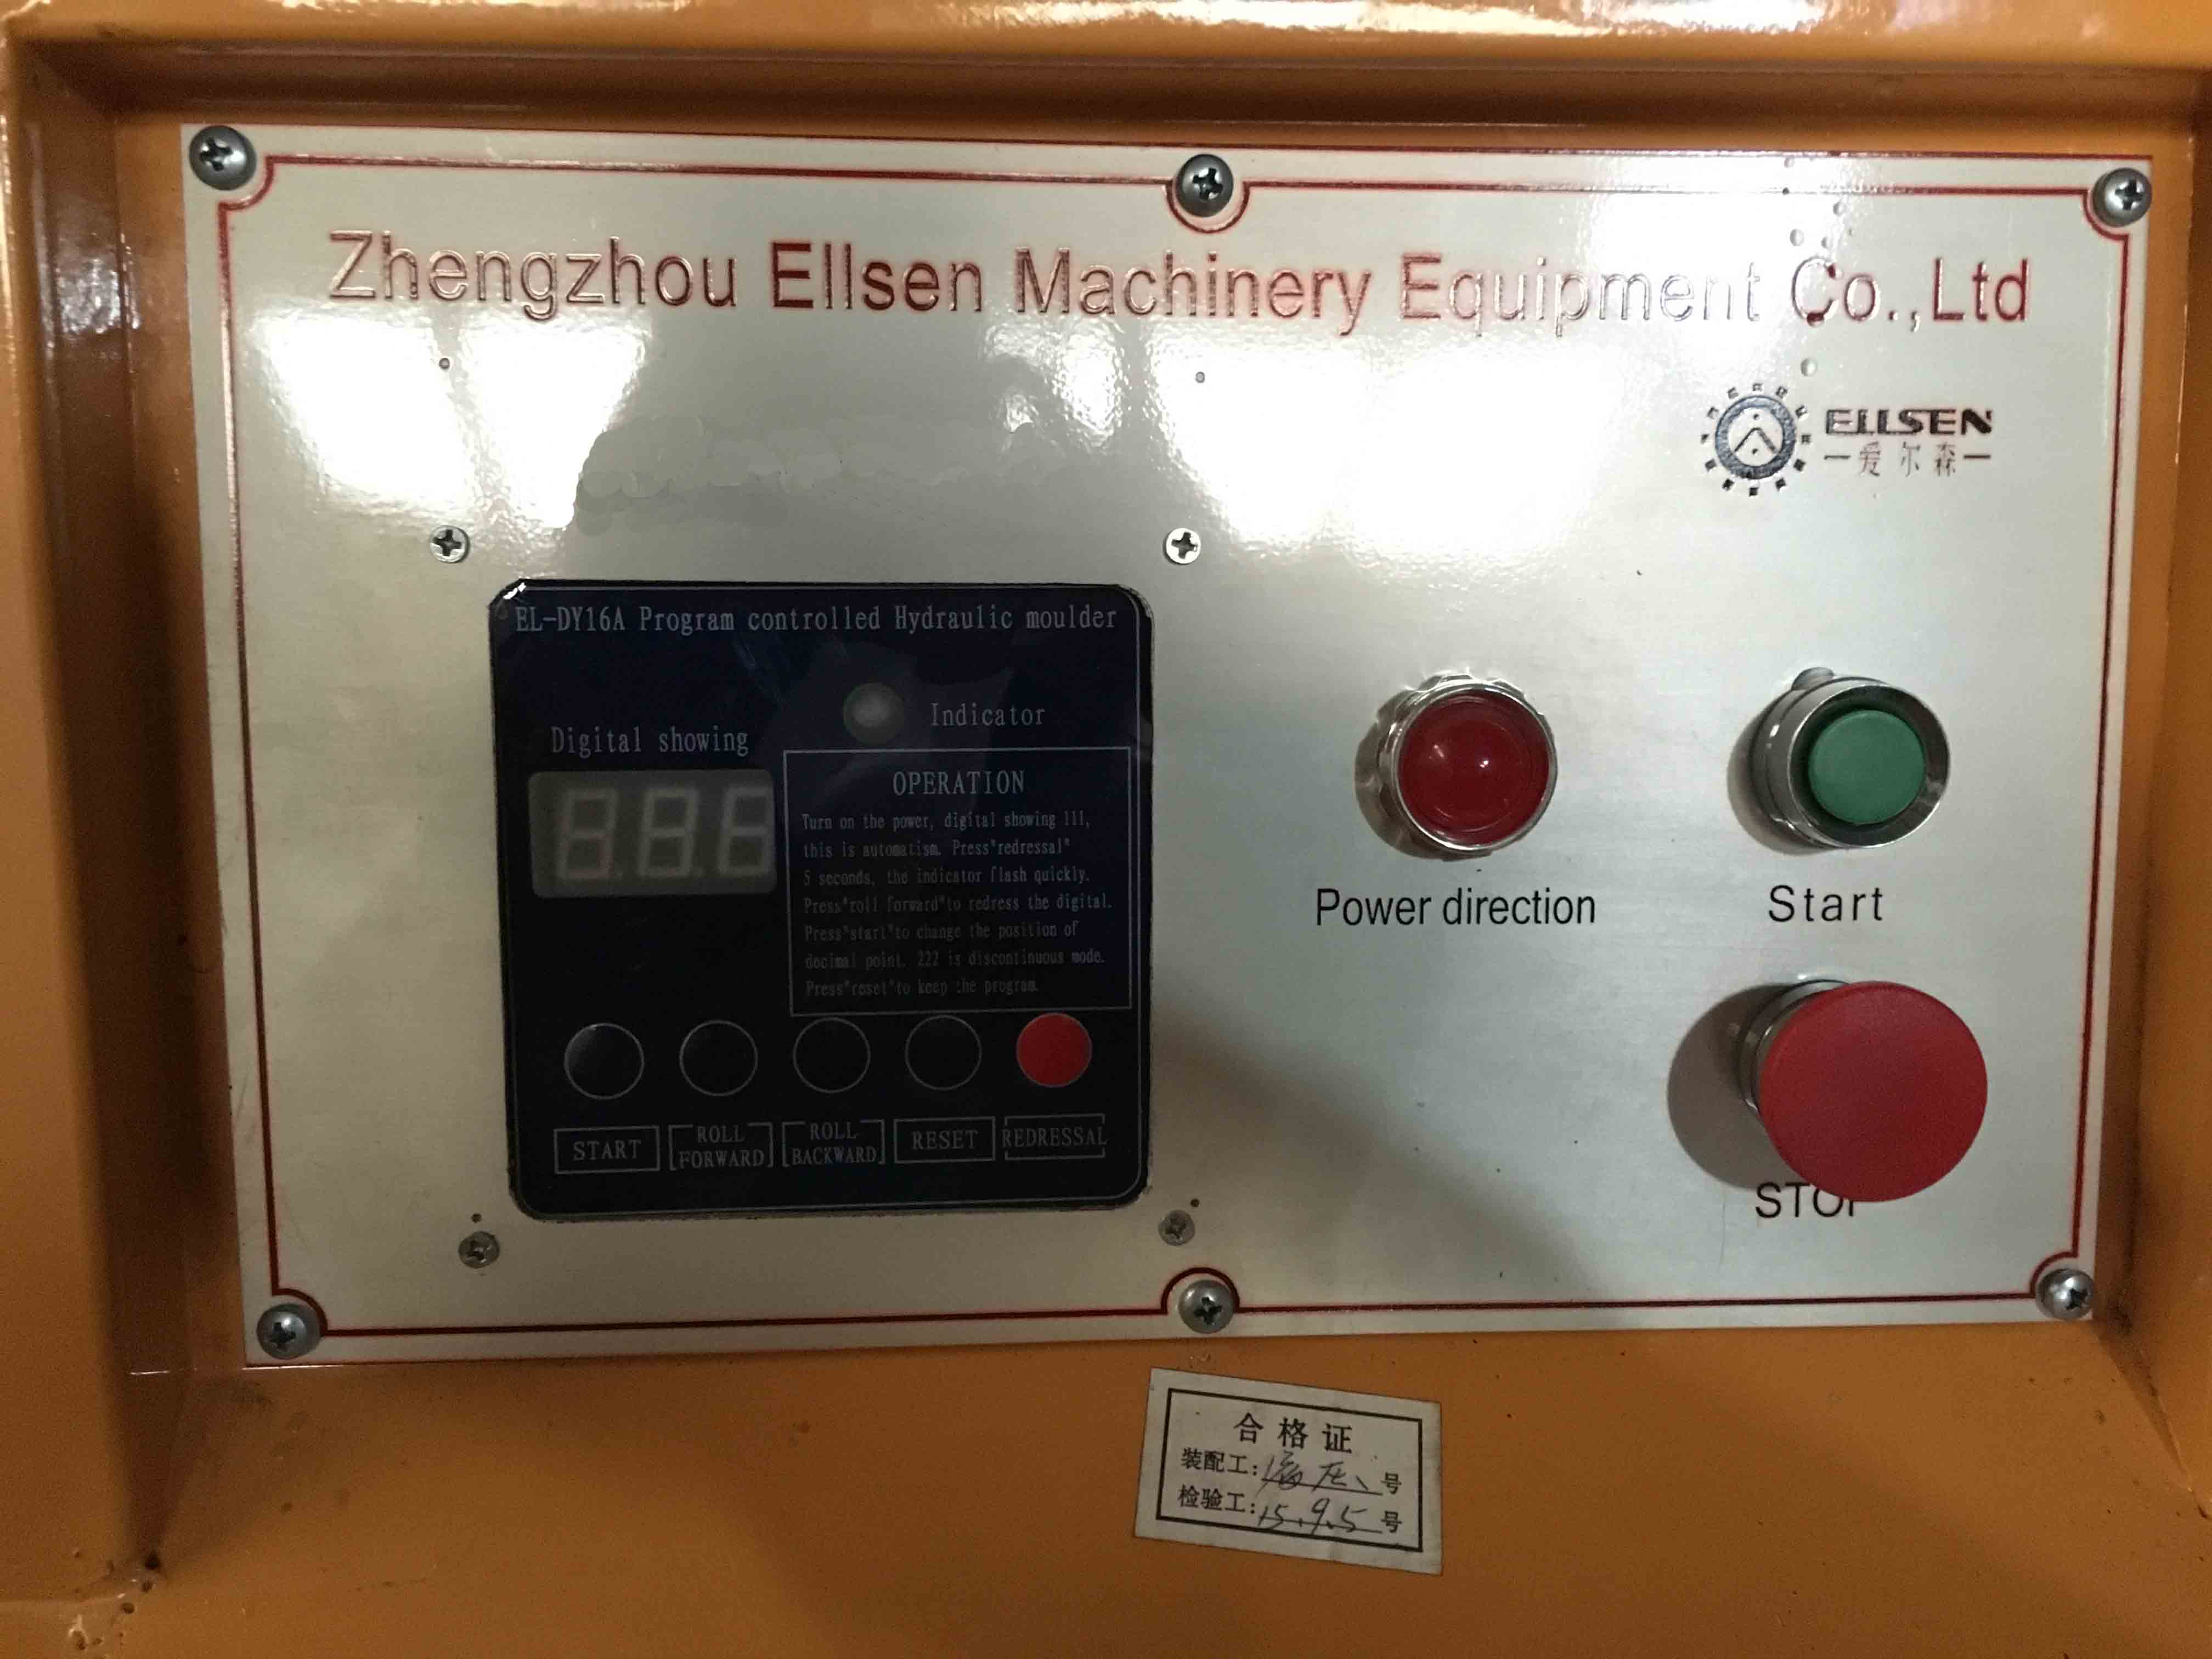 Zhengzhou Ellsen Machinery Equipment Co.,Ltd
ELLSEN
爱尔森
EL-DY16A Program controlled Hydraulic moulder
Indicator
Digital showing
OPERATION
Turn on the power, digital showing 111,
this is automatism. Press"redressal"
5 seconds, the indicator flash quickly.
Press"roll forward"to redress the digital.
Press"start"to change the position of
decimal point. 222 is discontinuous mode.
Press"reset"to keep the program.
START
ROLL
FORWARD
ROLL
BACKWARD
RESET
REDRESSAL
Power direction
Start
STOP
合格证
装配工: 号
检验工: 15.9.5 号